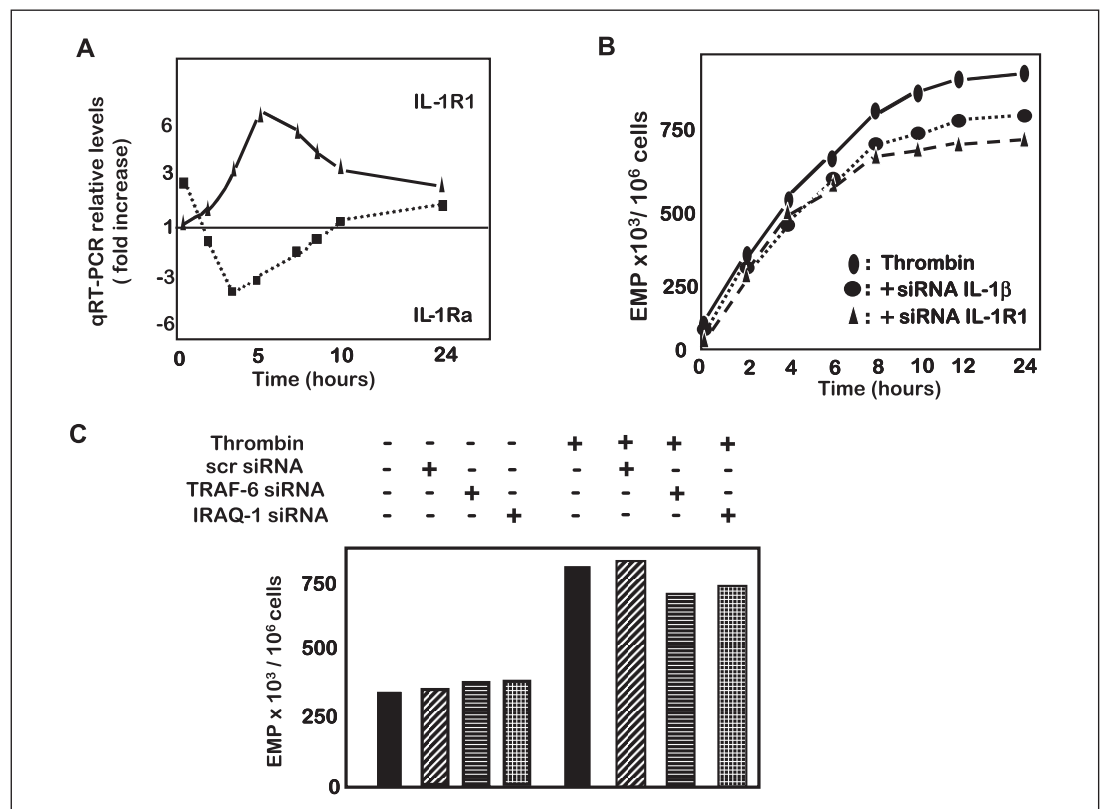 A
qRT-PCR relative levels
( fold increase)
6
3
1
-3
-6
IL-1R1
IL-1Ra
0 5 10 24
Time (hours)
B
EMP x10³/ 10⁶ cells
750
500
250
0
: Thrombin
: +siRNA IL-1β
: + siRNA IL-1R1
0 2 4 6 8 10 12 24
Time (hours)
C
Thrombin - - - - + + + +
scr siRNA - + - - - + - -
TRAF-6 siRNA - - + - - - + -
IRAQ-1 siRNA - - - + - - - +
EMP x 10³ / 10⁶ cells
750
500
250
0